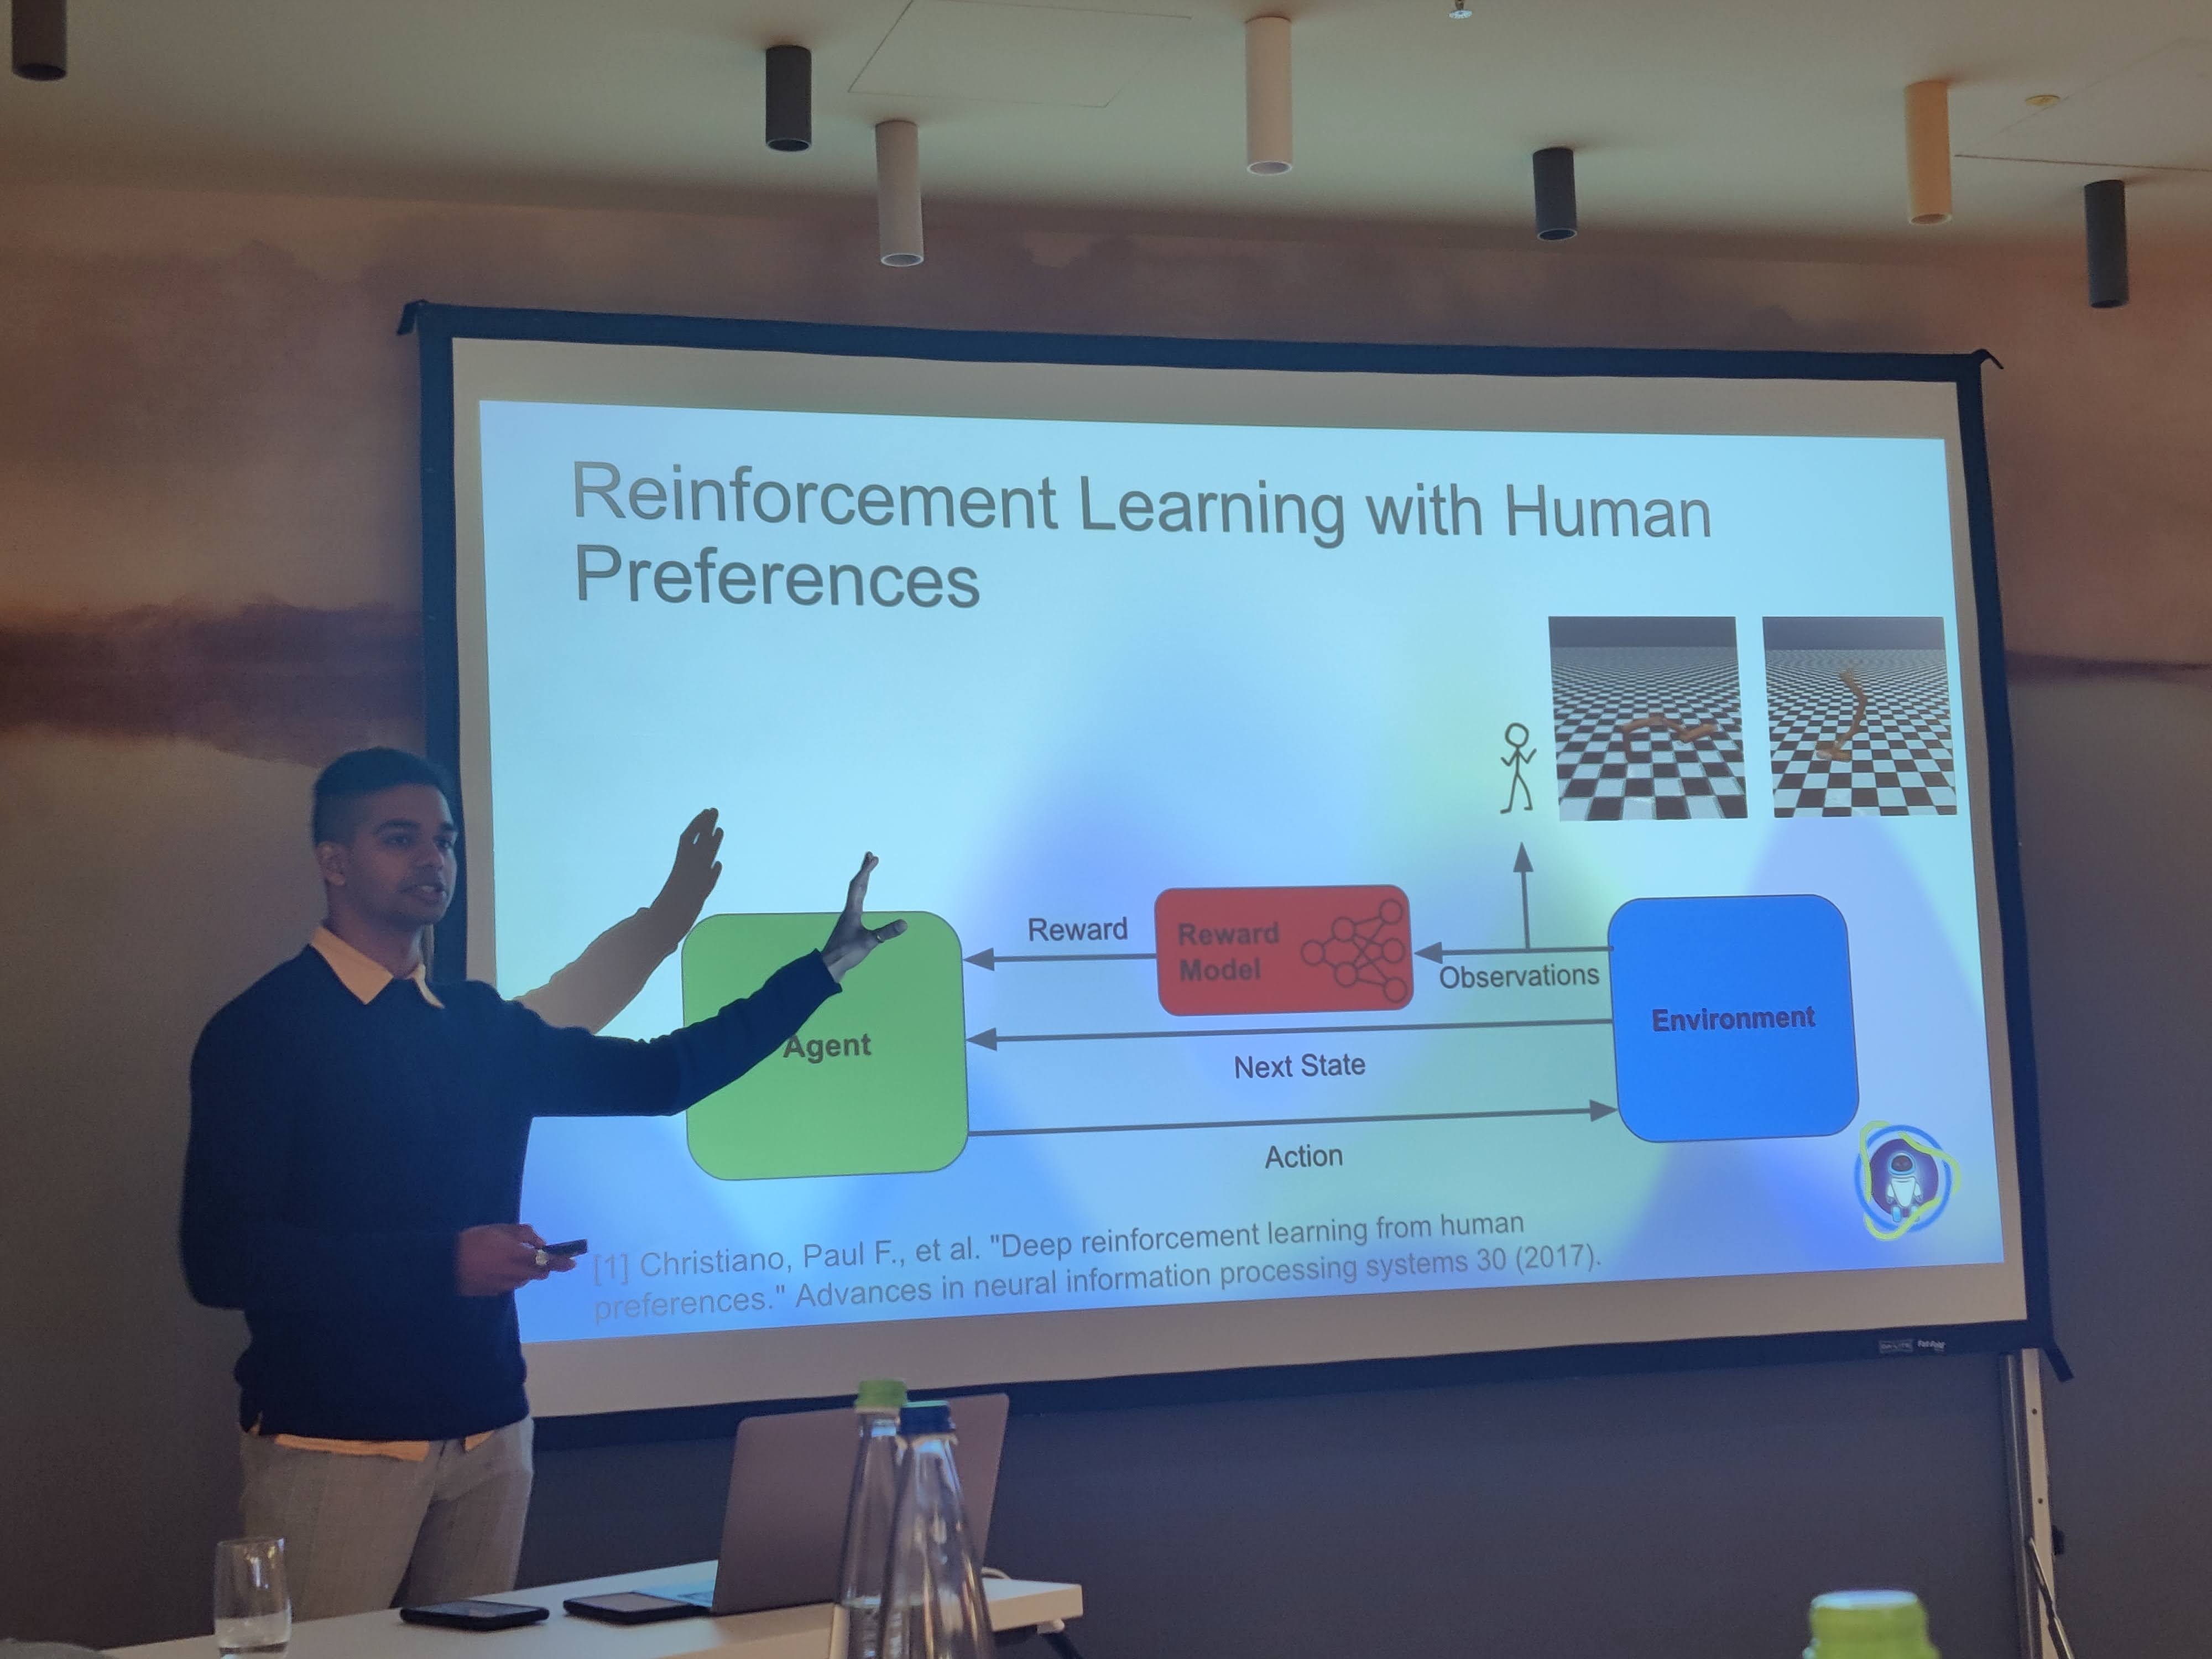 Reinforcement Learning with Human
Preferences
Reward
Reward
Model
Observations
Agent
Environment
Next State
Action
[1] Christiano, Paul F., et al. "Deep reinforcement learning from human
preferences." Advances in neural information processing systems 30 (2017).